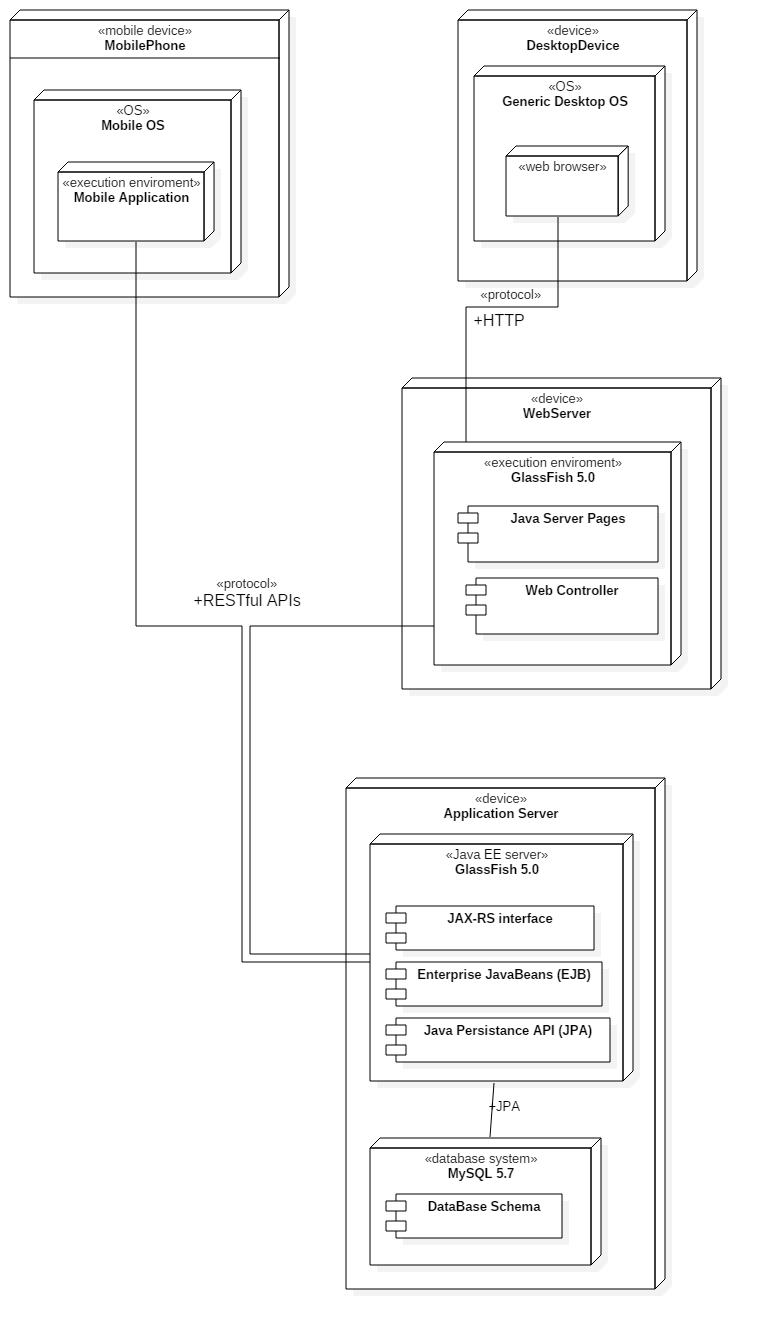 «mobile device»
MobilePhone
«OS»
Mobile OS
«execution enviroment»
Mobile Application
«device»
DesktopDevice
«OS»
Generic Desktop OS
«web browser»
«protocol»
+HTTP
«device»
WebServer
«execution enviroment»
GlassFish 5.0
Java Server Pages
Web Controller
«protocol»
+RESTful APIs
«device»
Application Server
«Java EE server»
GlassFish 5.0
JAX-RS interface
Enterprise JavaBeans (EJB)
Java Persistance API (JPA)
+JPA
«database system»
MySQL 5.7
DataBase Schema